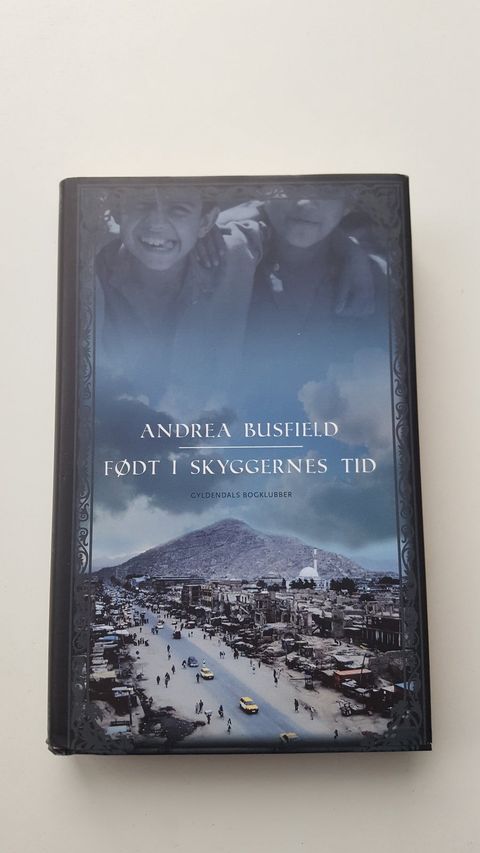 ANDREA BUSFIELD
FØDT I SKYGGERNES TID
GYLDENDALS BOGKLUBBER